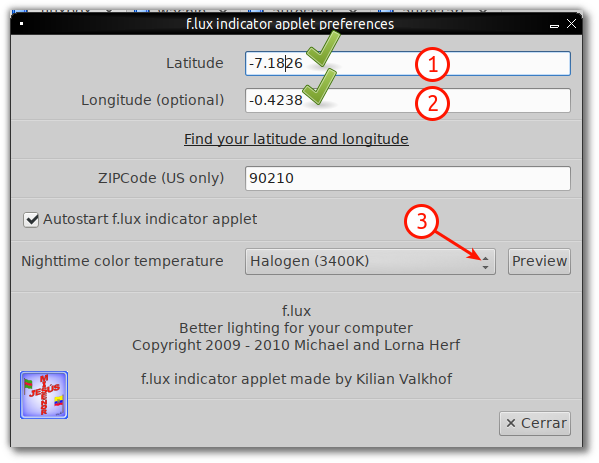 f.lux indicator applet preferences
Latitude -7.1826 1
Longitude (optional) -0.4238 2
Find your latitude and longitude
ZIPCode (US only) 90210
Autostart f.lux indicator applet
3
Nighttime color temperature Halogen (3400K) Preview
f.lux
Better lighting for your computer
Copyright 2009 - 2010 Michael and Lorna Herf
f.lux indicator applet made by Kilian Valkhof
JESÚS
× Cerrar